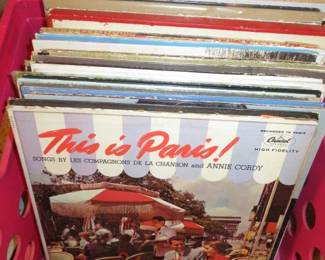 This is Paris!
SONGS BY LES COMPAGNONS DE LA CHANSON and ANNIE CORDY
RECORDED IN PARIS
Capitol
HIGH FIDELITY